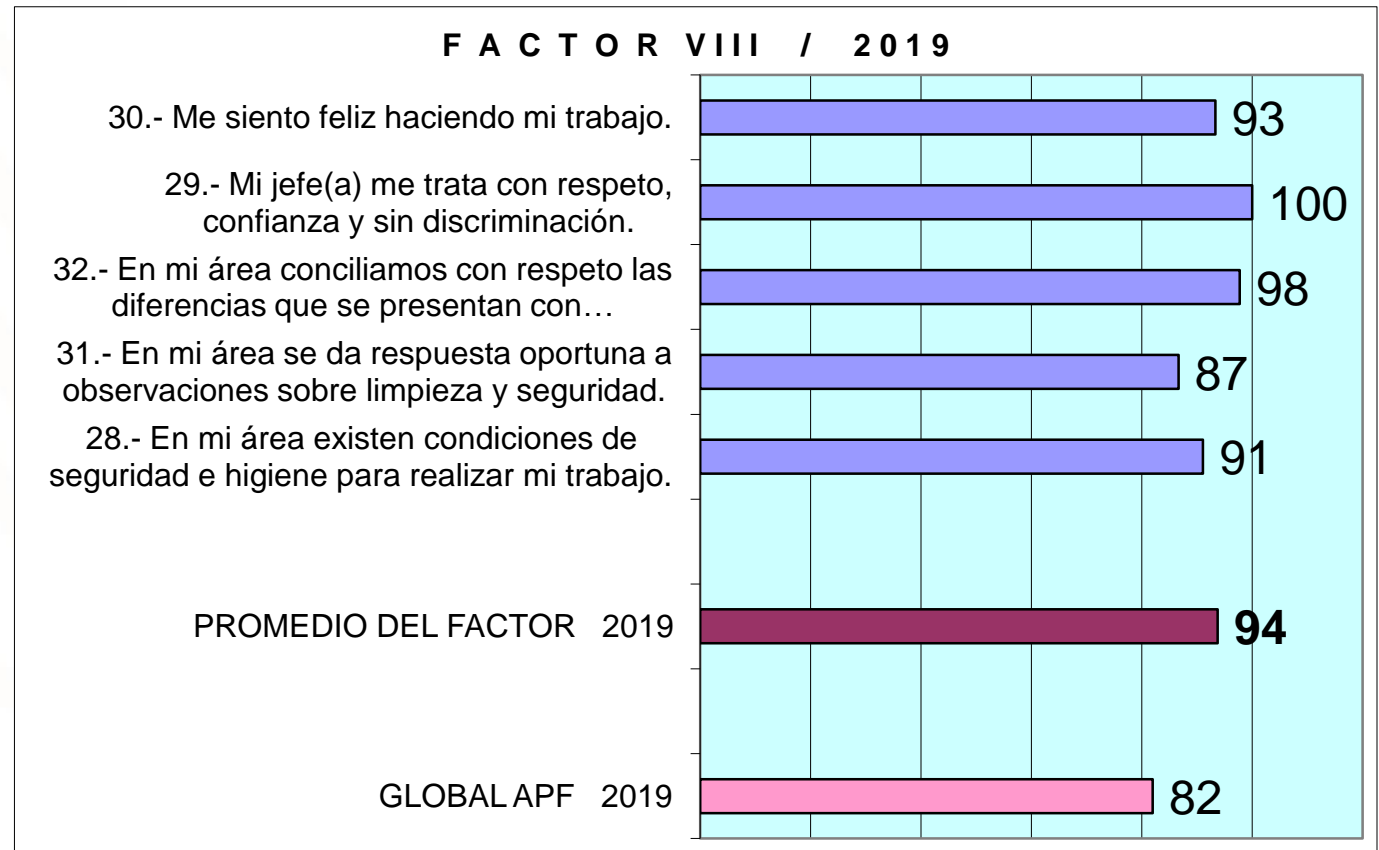 FACTOR VIII / 2019
30.- Me siento feliz haciendo mi trabajo.
93
29.- Mi jefe(a) me trata con respeto,
confianza y sin discriminación.
100
32.- En mi área conciliamos con respeto las
diferencias que se presentan con…
98
31.- En mi área se da respuesta oportuna a
observaciones sobre limpieza y seguridad.
87
28.- En mi área existen condiciones de
seguridad e higiene para realizar mi trabajo.
91
PROMEDIO DEL FACTOR 2019
94
GLOBAL APF 2019
82